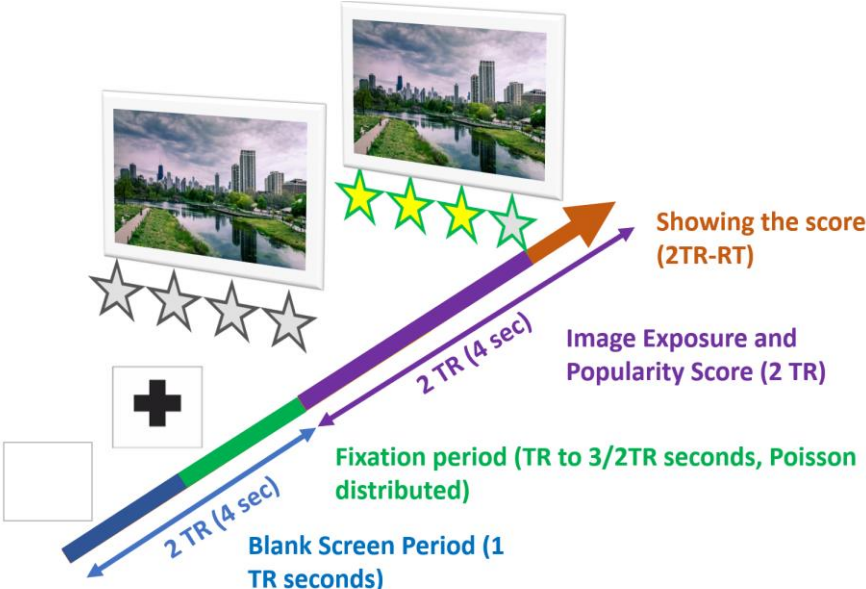 Showing the score
(2TR-RT)
2 TR (4 sec)
Image Exposure and
Popularity Score (2 TR)
Fixation period (TR to 3/2TR seconds, Poisson
distributed)
2 TR (4 sec)
Blank Screen Period (1
TR seconds)